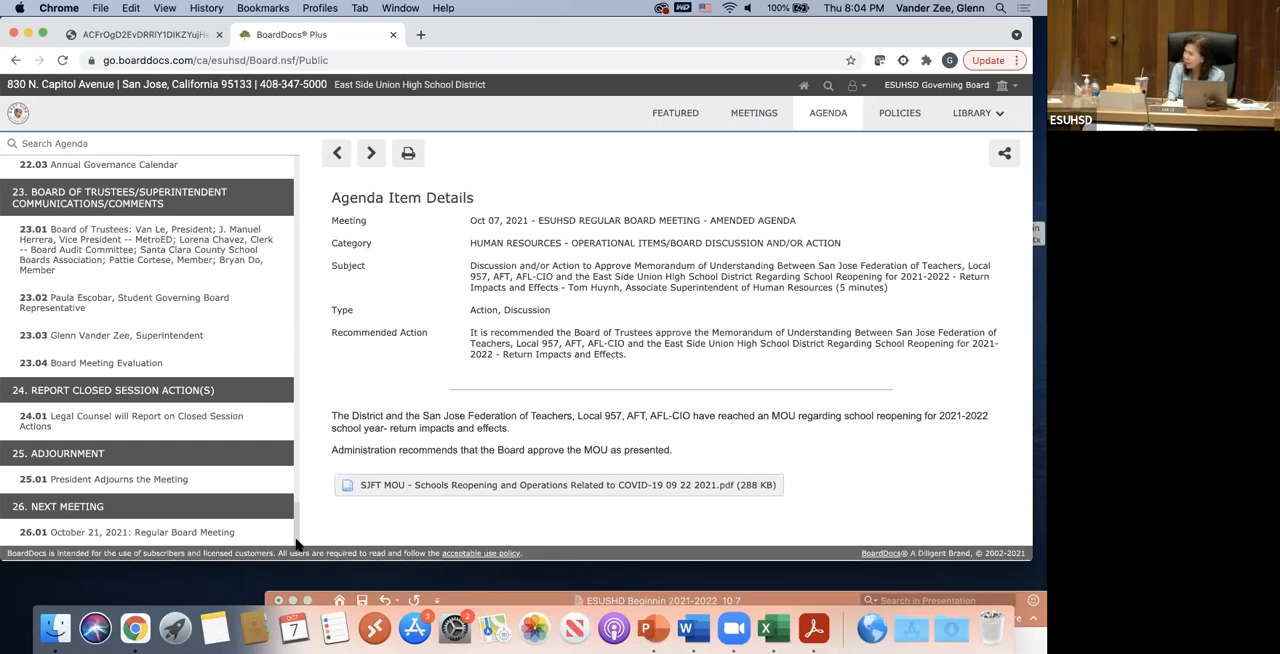 Chrome File Edit View History Bookmarks Profiles Tab Window Help
100% Thu 8:04 PM Vander Zee, Glenn
ACFrOgD2EvDRRlY1DlKZYujHe
BoardDocs® Plus
go.boarddocs.com/ca/esuhsd/Board.nsf/Public
G
Update
830 N. Capitol Avenue | San Jose, California 95133 | 408-347-5000 East Side Union High School District
ESUHSD Governing Board
FEATURED MEETINGS AGENDA POLICIES LIBRARY
Search Agenda
22.03 Annual Governance Calendar
23. BOARD OF TRUSTEES/SUPERINTENDENT
COMMUNICATIONS/COMMENTS
23.01 Board of Trustees: Van Le, President; J. Manuel
Herrera, Vice President -- MetroED; Lorena Chavez, Clerk
-- Board Audit Committee; Santa Clara County School
Boards Association; Pattie Cortese, Member; Bryan Do,
Member
23.02 Paula Escobar, Student Governing Board
Representative
23.03 Glenn Vander Zee, Superintendent
23.04 Board Meeting Evaluation
24. REPORT CLOSED SESSION ACTION(S)
24.01 Legal Counsel will Report on Closed Session
Actions
25. ADJOURNMENT
25.01 President Adjourns the Meeting
26. NEXT MEETING
26.01 October 21, 2021: Regular Board Meeting
Agenda Item Details
Meeting Oct 07, 2021 - ESUHSD REGULAR BOARD MEETING - AMENDED AGENDA
Category HUMAN RESOURCES - OPERATIONAL ITEMS/BOARD DISCUSSION AND/OR ACTION
Subject Discussion and/or Action to Approve Memorandum of Understanding Between San Jose Federation of Teachers, Local
957, AFT, AFL-CIO and the East Side Union High School District Regarding School Reopening for 2021-2022 - Return
Impacts and Effects - Tom Huynh, Associate Superintendent of Human Resources (5 minutes)
Type Action, Discussion
Recommended Action It is recommended the Board of Trustees approve the Memorandum of Understanding Between San Jose Federation of
Teachers, Local 957, AFT, AFL-CIO and the East Side Union High School District Regarding School Reopening for 2021-
2022 - Return Impacts and Effects.
The District and the San Jose Federation of Teachers, Local 957, AFT, AFL-CIO have reached an MOU regarding school reopening for 2021-2022
school year- return impacts and effects.
Administration recommends that the Board approve the MOU as presented.
SJFT MOU - Schools Reopening and Operations Related to COVID-19 09 22 2021.pdf (288 KB)
BoardDocs is intended for the use of subscribers and licensed customers. All users are required to read and follow the acceptable use policy.
BoardDocs® A Diligent Brand, © 2002-2021
ESUSHD Beginnin 2021-2022 10 7
Search in Presentation
OCT
7
3
2
ESUHSD